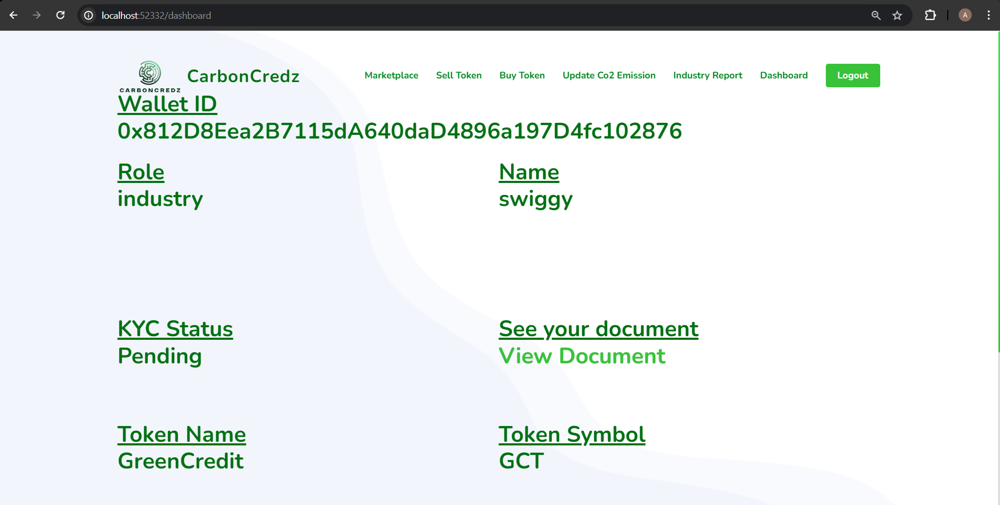 localhost:52332/dashboard
A
CARBONCREDZ
CarbonCredz
Marketplace
Sell Token
Buy Token
Update Co2 Emission
Industry Report
Dashboard
Logout
Wallet ID
0x812D8Eea2B7115dA640daD4896a197D4fc102876
Role
industry
Name
swiggy
KYC Status
Pending
See your document
View Document
Token Name
GreenCredit
Token Symbol
GCT